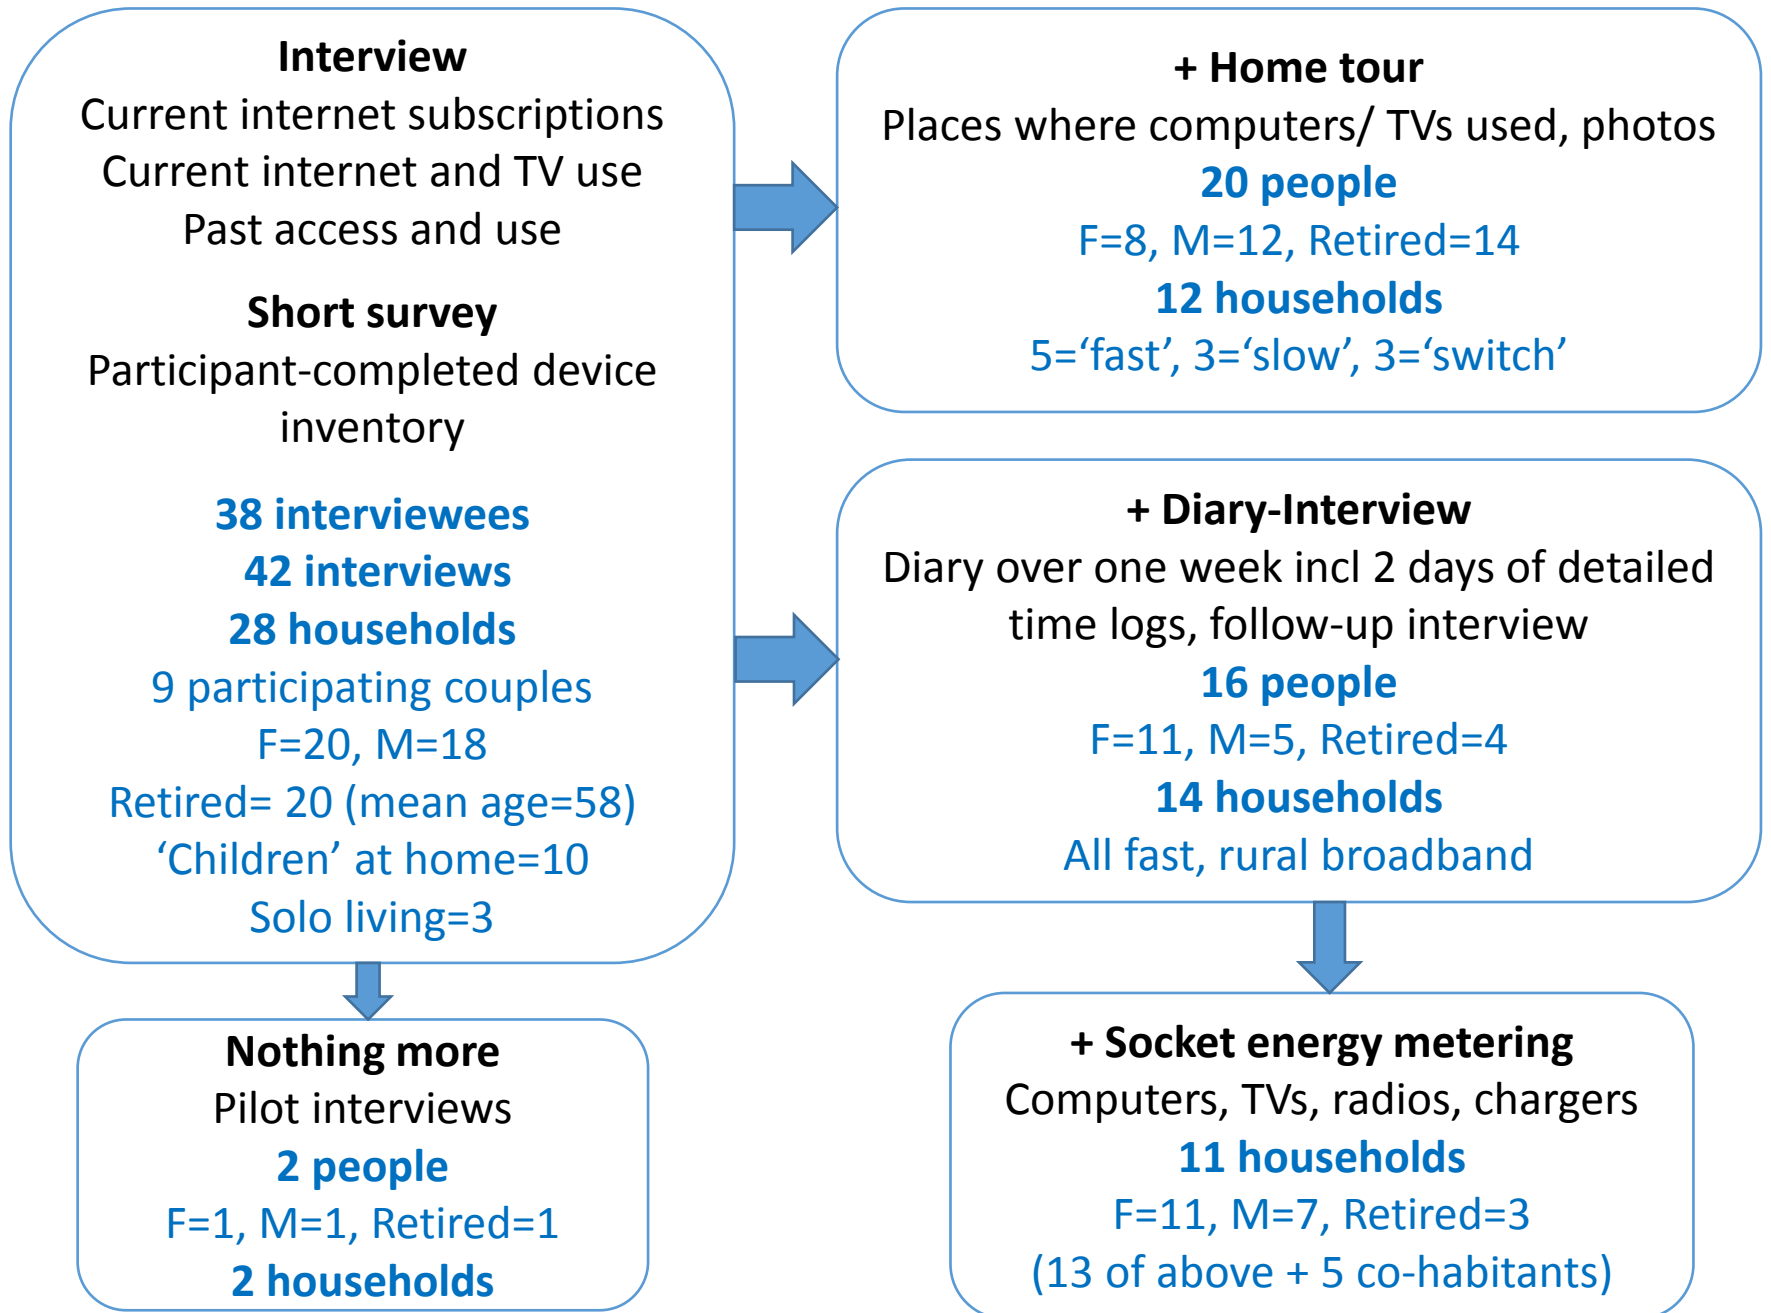 Interview
Current internet subscriptions
Current internet and TV use
Past access and use
Short survey
Participant-completed device
inventory
38 interviewees
42 interviews
28 households
9 participating couples
F=20, M=18
Retired= 20 (mean age=58)
‘Children’ at home=10
Solo living=3
+ Home tour
Places where computers/ TVs used, photos
20 people
F=8, M=12, Retired=14
12 households
5=‘fast’, 3=‘slow’, 3=‘switch’
+ Diary-Interview
Diary over one week incl 2 days of detailed
time logs, follow-up interview
16 people
F=11, M=5, Retired=4
14 households
All fast, rural broadband
Nothing more
Pilot interviews
2 people
F=1, M=1, Retired=1
2 households
+ Socket energy metering
Computers, TVs, radios, chargers
11 households
F=11, M=7, Retired=3
(13 of above + 5 co-habitants)